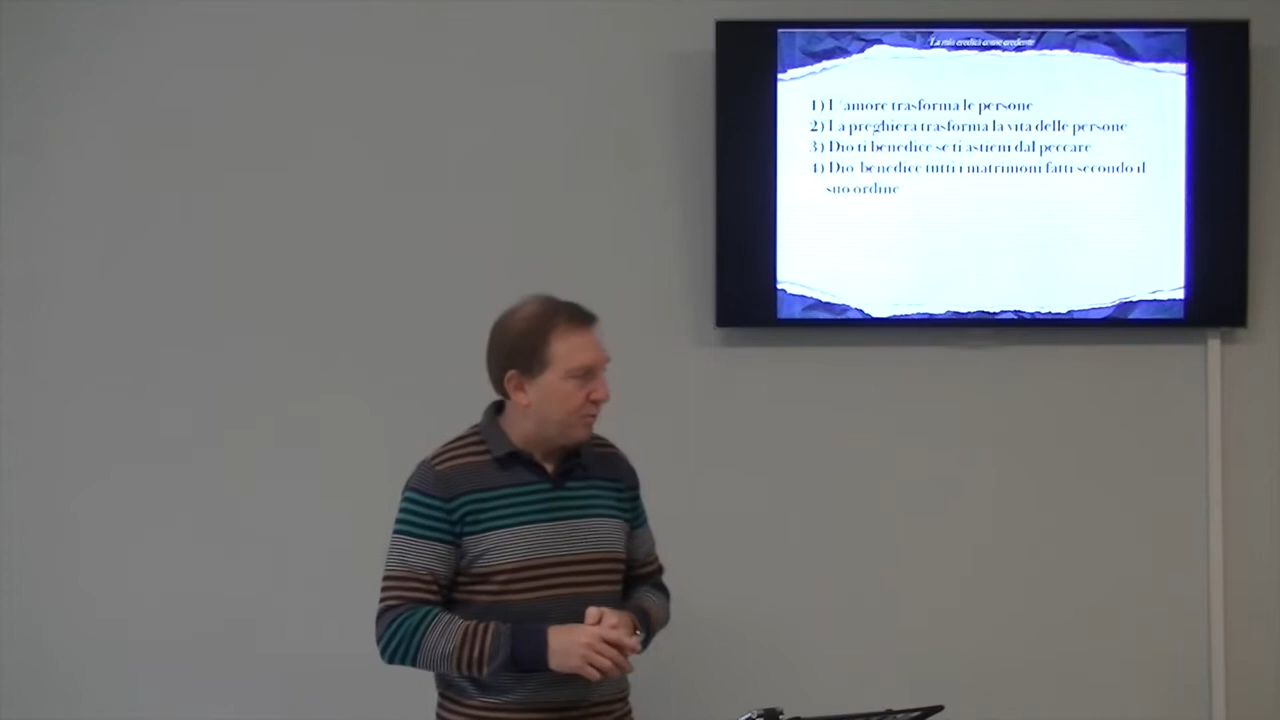 La mia eredità come credente
1) L'amore trasforma le persone
2) La preghiera trasforma la vita delle persone
3) Dio ti benedice se ti astieni dal peccare
4) Dio benedice tutti i matrimoni fatti secondo il
suo ordine